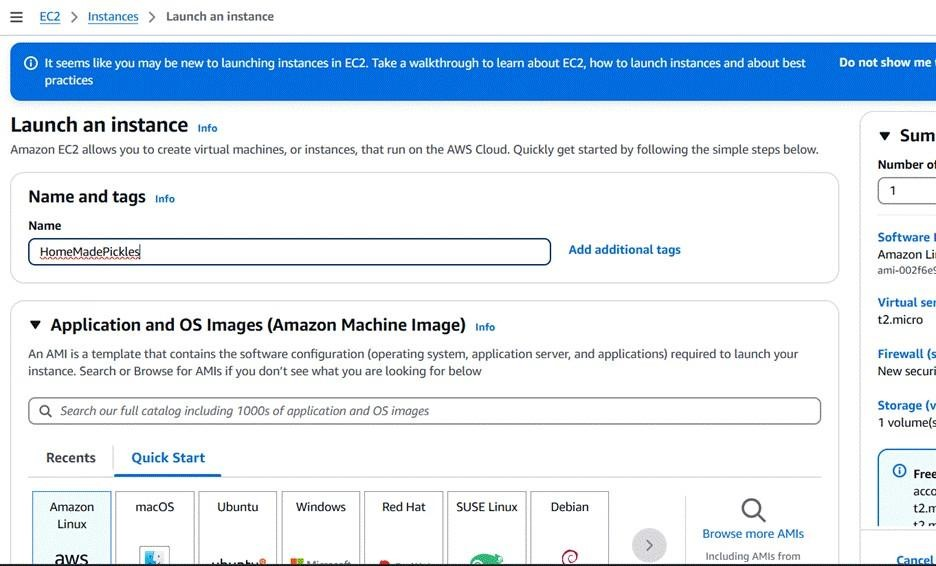 EC2 > Instances > Launch an instance
It seems like you may be new to launching instances in EC2. Take a walkthrough to learn about EC2, how to launch instances and about best
practices
Do not show me
Launch an instance Info
Amazon EC2 allows you to create virtual machines, or instances, that run on the AWS Cloud. Quickly get started by following the simple steps below.
Name and tags Info
Name
HomeMadePickles
Add additional tags
Application and OS Images (Amazon Machine Image) Info
An AMI is a template that contains the software configuration (operating system, application server, and applications) required to launch your
instance. Search or Browse for AMIs if you don't see what you are looking for below
Search our full catalog including 1000s of application and OS images
Recents
Quick Start
Amazon
Linux
aws
macOS
Ubuntu
ubuntu
Windows
Microsoft
Red Hat
SUSE Linux
Debian
Browse more AMIs
Including AMIs from
Sum
Number of
1
Software
Amazon Li
ami-002f6e9
Virtual ser
t2.micro
Firewall (s
New securi
Storage (v
1 volume(s
Free
acco
t2.m
Cancel